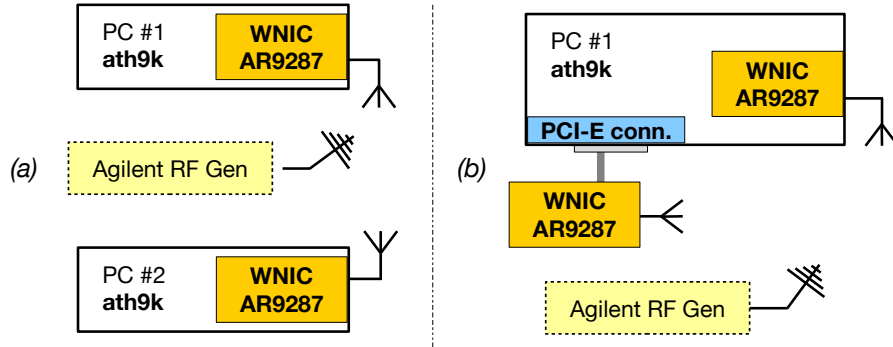 PC #1
ath9k
WNIC
AR9287
(a)
Agilent RF Gen
PC #2
ath9k
WNIC
AR9287
PC #1
ath9k
WNIC
AR9287
PCI-E conn.
(b)
WNIC
AR9287
Agilent RF Gen